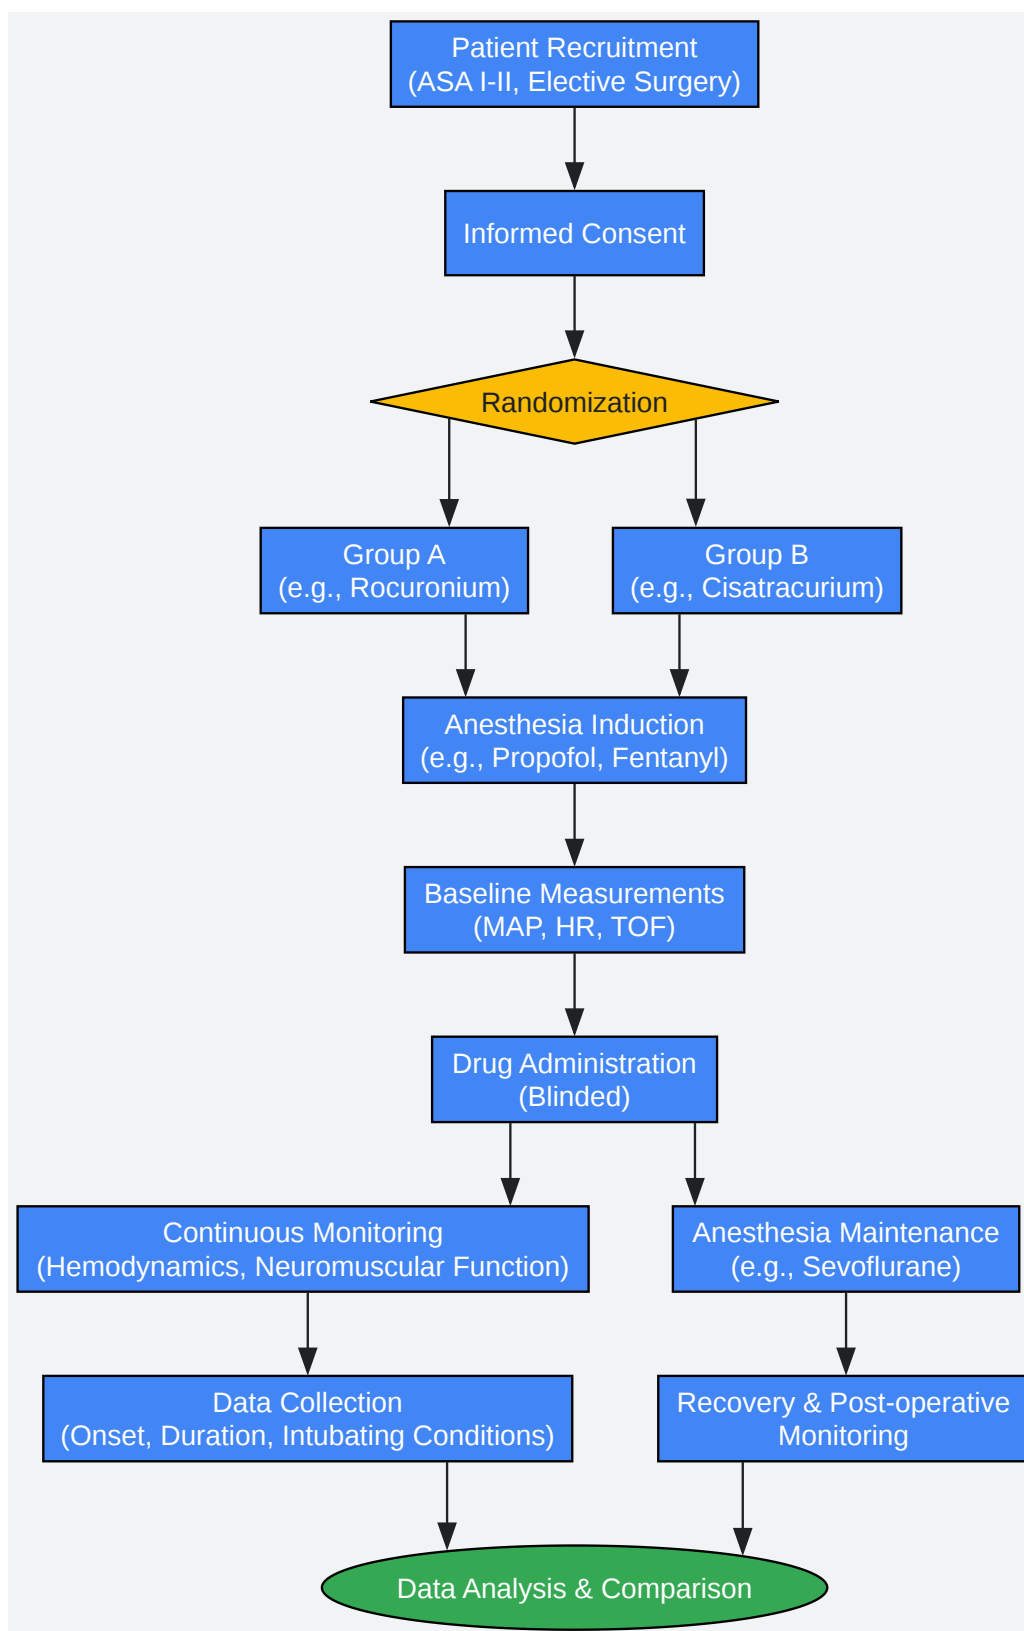 Patient Recruitment
(ASA I-II, Elective Surgery)
Informed Consent
Randomization
Group A
(e.g., Rocuronium)
Group B
(e.g., Cisatracurium)
Anesthesia Induction
(e.g., Propofol, Fentanyl)
Baseline Measurements
(MAP, HR, TOF)
Drug Administration
(Blinded)
Continuous Monitoring
(Hemodynamics, Neuromuscular Function)
Anesthesia Maintenance
(e.g., Sevoflurane)
Data Collection
(Onset, Duration, Intubating Conditions)
Recovery & Post-operative
Monitoring
Data Analysis & Comparison